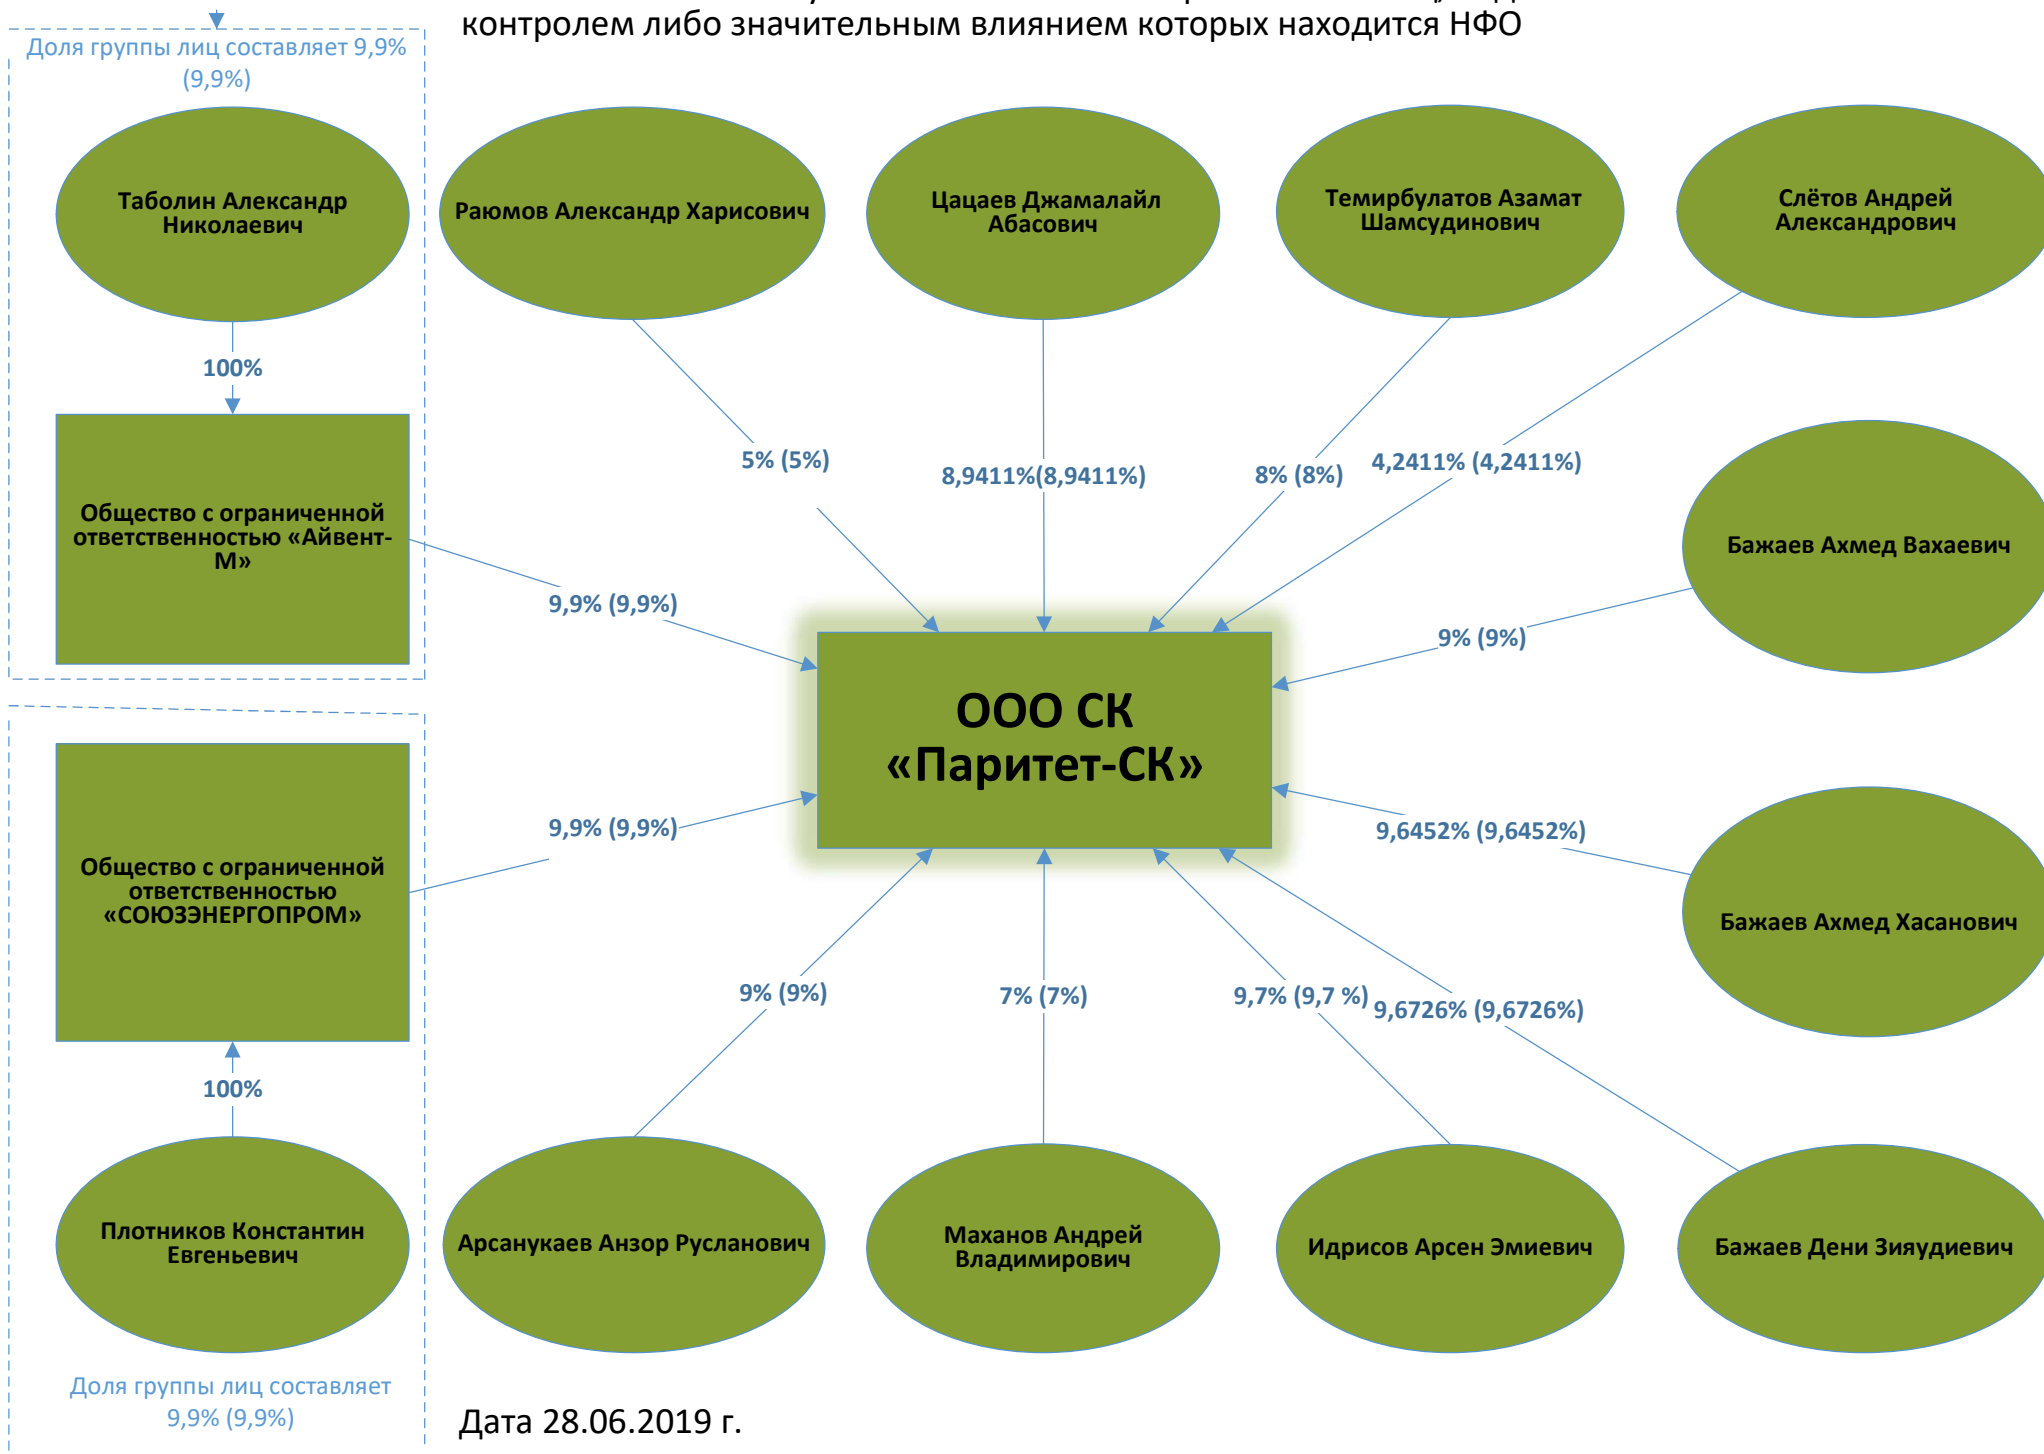 контролем либо значительным влиянием которых находится НФО
Доля группы лиц составляет 9,9%
(9,9%)
Таболин Александр
Николаевич
Раюмов Александр Харисович
Цацаев Джамалайл
Абасович
Темирбулатов Азамат
Шамсудинович
Слётов Андрей
Александрович
100%
5% (5%)
8,9411%(8,9411%)
8% (8%)
4,2411% (4,2411%)
Общество с ограниченной
ответственностью «Айвент-
М»
Бажаев Ахмед Вахаевич
9,9% (9,9%)
9% (9%)
ООО СК
«Паритет-СК»
9,9% (9,9%)
9,6452% (9,6452%)
Общество с ограниченной
ответственностью
«СОЮЗЭНЕРГОПРОМ»
Бажаев Ахмед Хасанович
9% (9%)
7% (7%)
9,7% (9,7 %)
9,6726% (9,6726%)
100%
Плотников Константин
Евгеньевич
Арсанукаев Анзор Русланович
Маханов Андрей
Владимирович
Идрисов Арсен Эмиевич
Бажаев Дени Зияудиевич
Доля группы лиц составляет
9,9% (9,9%)
Дата 28.06.2019 г.